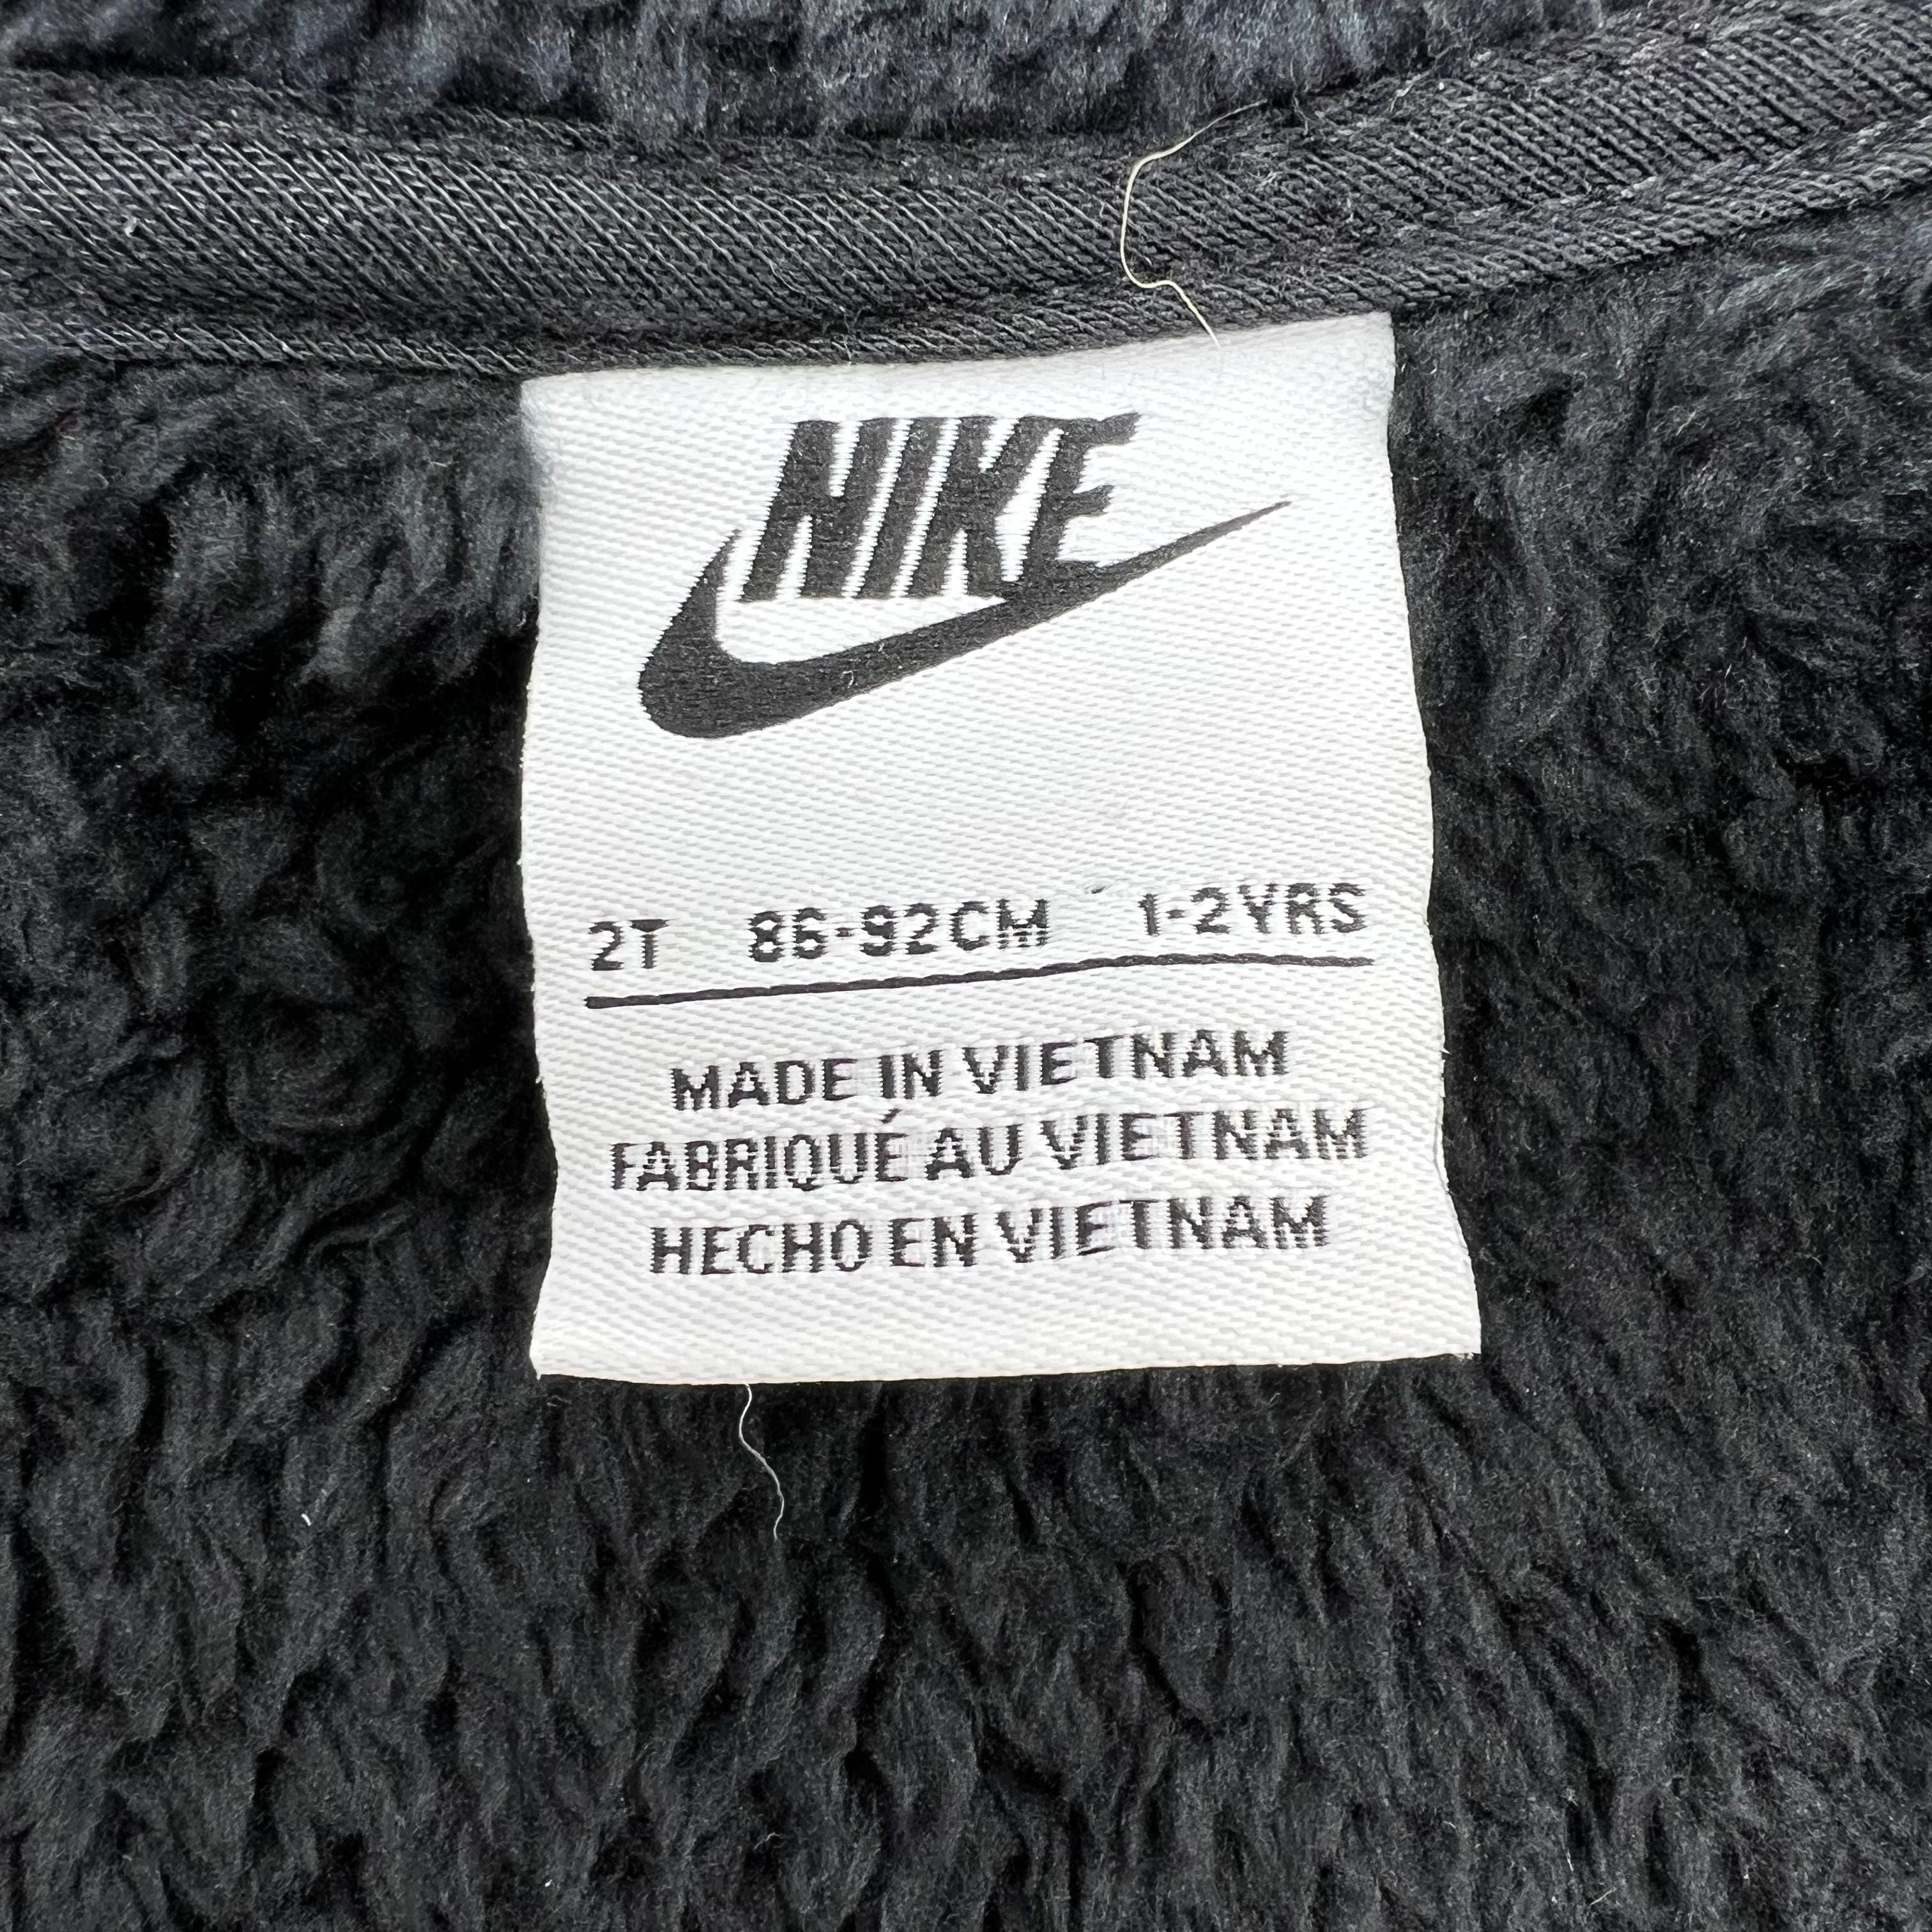 NIKE
2T 86-92CM 1-2YRS
MADE IN VIETNAM
FABRIQUÉ AU VIETNAM
HECHO EN VIETNAM